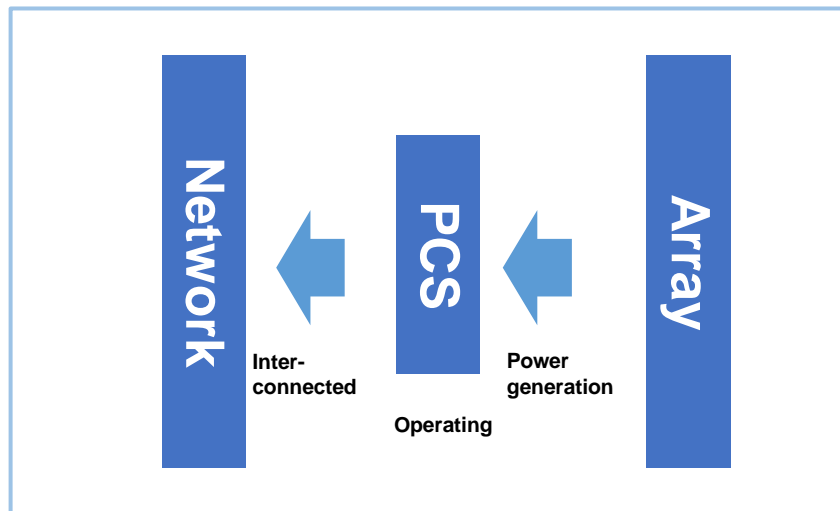 Network
PCS
Array
Inter-
connected
Power
generation
Operating